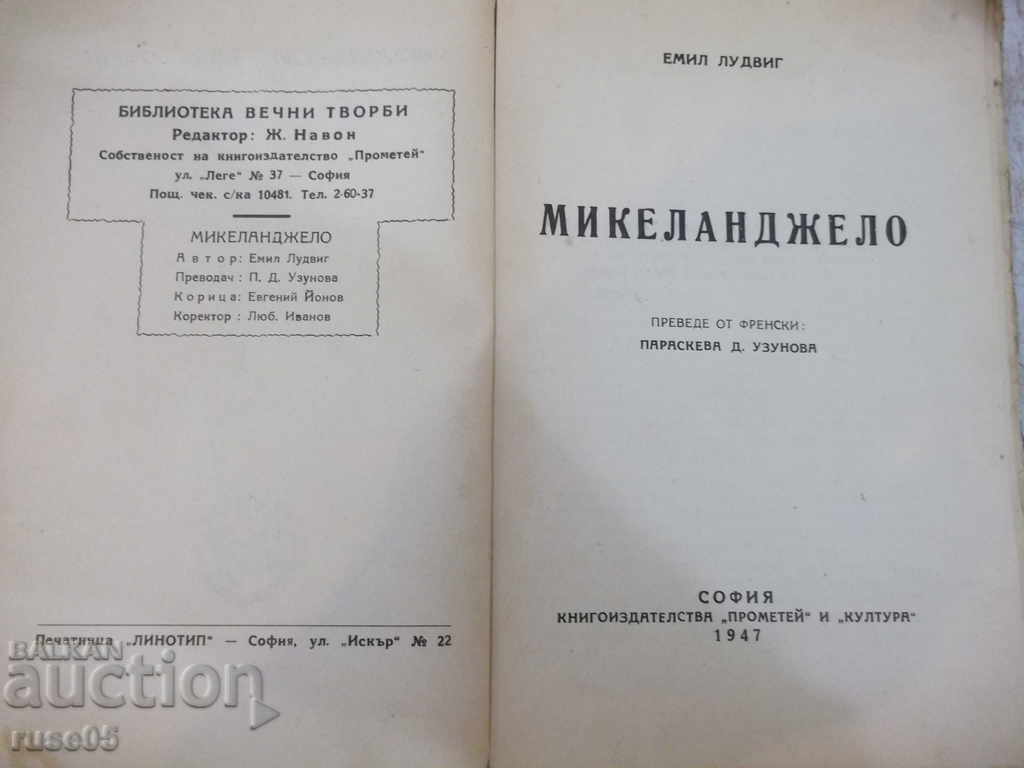 БИБЛИОТЕКА ВЕЧНИ ТВОРБИ
Редактор: Ж. Навон
Собственост на книгоиздателство „Прометей"
ул. „Леге" № 37 — София
Пощ. чек. с/ка 10481. Тел. 2-60-37
МИКЕЛАНДЖЕЛО
Автор: Емил Лудвиг
Преводач: П. Д. Узунова
Корица: Евгений Йонов
Коректор: Люб. Иванов
Печатница „ЛИНОТИП" — София, ул. „Искър" № 22
ЕМИЛ ЛУДВИГ
МИКЕЛАНДЖЕЛО
ПРЕВЕДЕ ОТ ФРЕНСКИ:
ПАРАСКЕВА Д. УЗУНОВА
СОФИЯ
КНИГОИЗДАТЕЛСТВА „ПРОМЕТЕЙ" И „КУЛТУРА"
1947
BALKAN
auction
ruse05